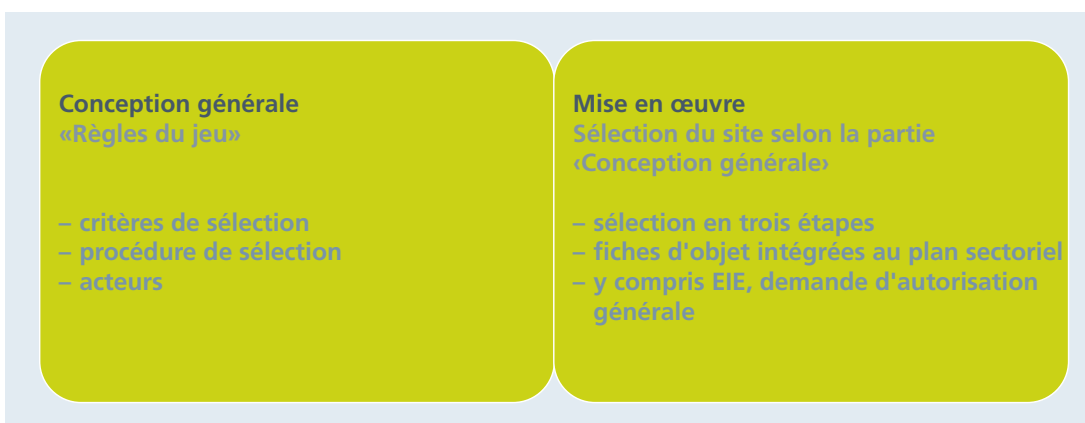 Conception générale
«Règles du jeu»
– critères de sélection
– procédure de sélection
– acteurs
Mise en œuvre
Sélection du site selon la partie
‹Conception générale›
– sélection en trois étapes
– fiches d'objet intégrées au plan sectoriel
– y compris EIE, demande d'autorisation
générale